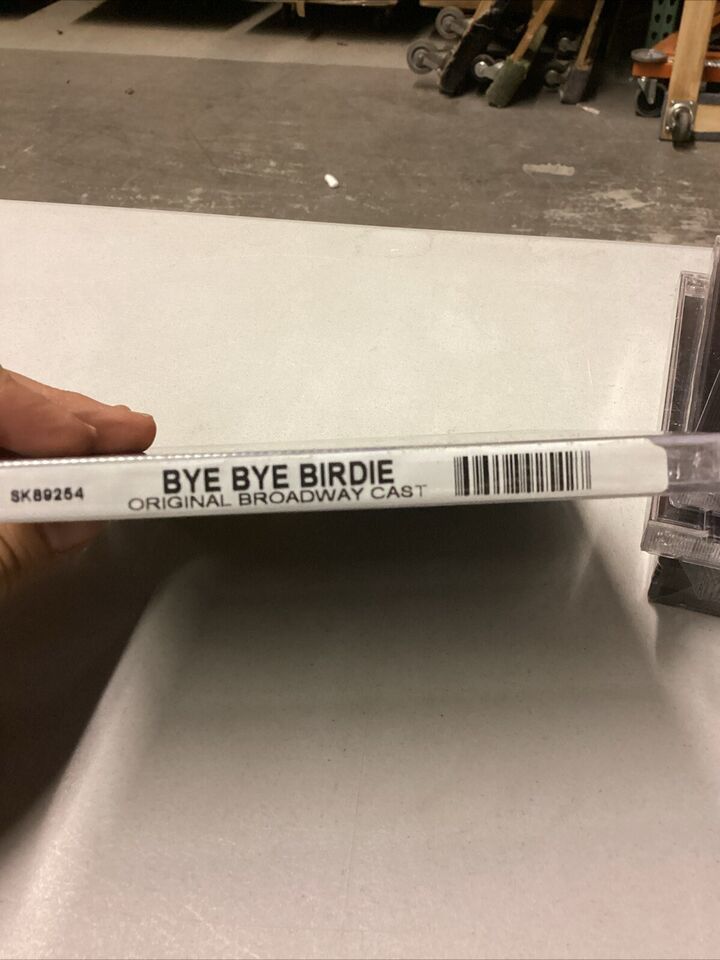 SK89254
BYE BYE BIRDIE
ORIGINAL BROADWAY CAST